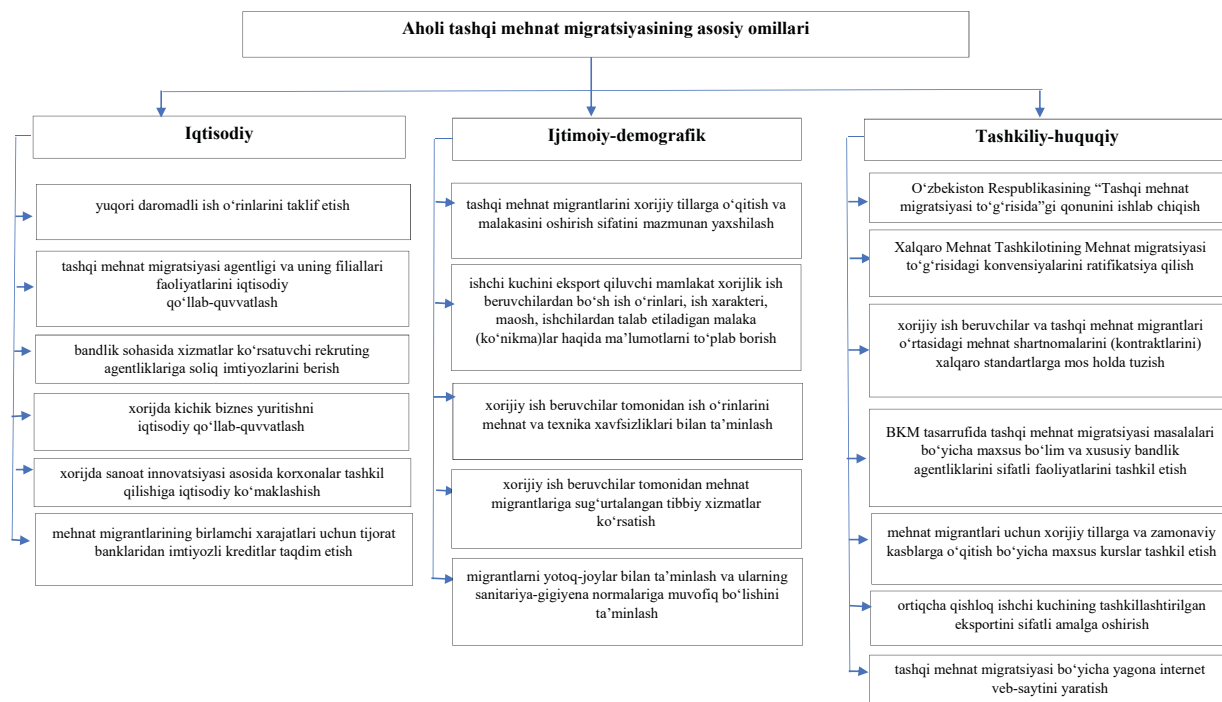 Aholi tashqi mehnat migratsiyasining asosiy omillari
Iqtisodiy
yuqori daromadli ish o‘rinlarini taklif etish
tashqi mehnat migratsiyasi agentligi va uning filiallari
faoliyatlarini iqtisodiy
qo‘llab-quvvatlash
bandlik sohasida xizmatlar ko‘rsatuvchi rekruting
agentliklariga soliq imtiyozlarini berish
xorijda kichik biznes yuritishni
iqtisodiy qo‘llab-quvvatlash
xorijda sanoat innovatsiyasi asosida korxonalar tashkil
qilishiga iqtisodiy ko‘maklashish
mehnat migrantlarining birlamchi xarajatlari uchun tijorat
banklaridan imtiyozli kreditlar taqdim etish
Ijtimoiy-demografik
tashqi mehnat migrantlarini xorijiy tillarga o‘qitish va
malakasini oshirish sifatini mazmunan yaxshilash
ishchi kuchini eksport qiluvchi mamlakat xorijlik ish
beruvchilardan bo‘sh ish o‘rinlari, ish xarakteri,
maosh, ishchilardan talab etiladigan malaka
(ko‘nikma)lar haqida ma’lumotlarni to‘plab borish
xorijiy ish beruvchilar tomonidan ish o‘rinlarini
mehnat va texnika xavfsizliklari bilan ta’minlash
xorijiy ish beruvchilar tomonidan mehnat
migrantlariga sug‘urtalangan tibbiy xizmatlar
ko‘rsatish
migrantlarni yotoq-joylar bilan ta’minlash va ularning
sanitariya-gigiyena normalariga muvofiq bo‘lishini
ta’minlash
Tashkiliy-huquqiy
O‘zbekiston Respublikasining “Tashqi mehnat
migratsiyasi to‘g‘risida”gi qonunini ishlab chiqish
Xalqaro Mehnat Tashkilotining Mehnat migratsiyasi
to‘g‘risidagi konvensiyalarini ratifikatsiya qilish
xorijiy ish beruvchilar va tashqi mehnat migrantlari
o‘rtasidagi mehnat shartnomalarini (kontraktlarini)
xalqaro standartlarga mos holda tuzish
BKM tasarrufida tashqi mehnat migratsiyasi masalalari
bo‘yicha maxsus bo‘lim va xususiy bandlik
agentliklarini sifatli faoliyatlarini tashkil etish
mehnat migrantlari uchun xorijiy tillarga va zamonaviy
kasblarga o‘qitish bo‘yicha maxsus kurslar tashkil etish
ortiqcha qishloq ishchi kuchining tashkillashtirilgan
eksportini sifatli amalga oshirish
tashqi mehnat migratsiyasi bo‘yicha yagona internet
veb-saytini yaratish